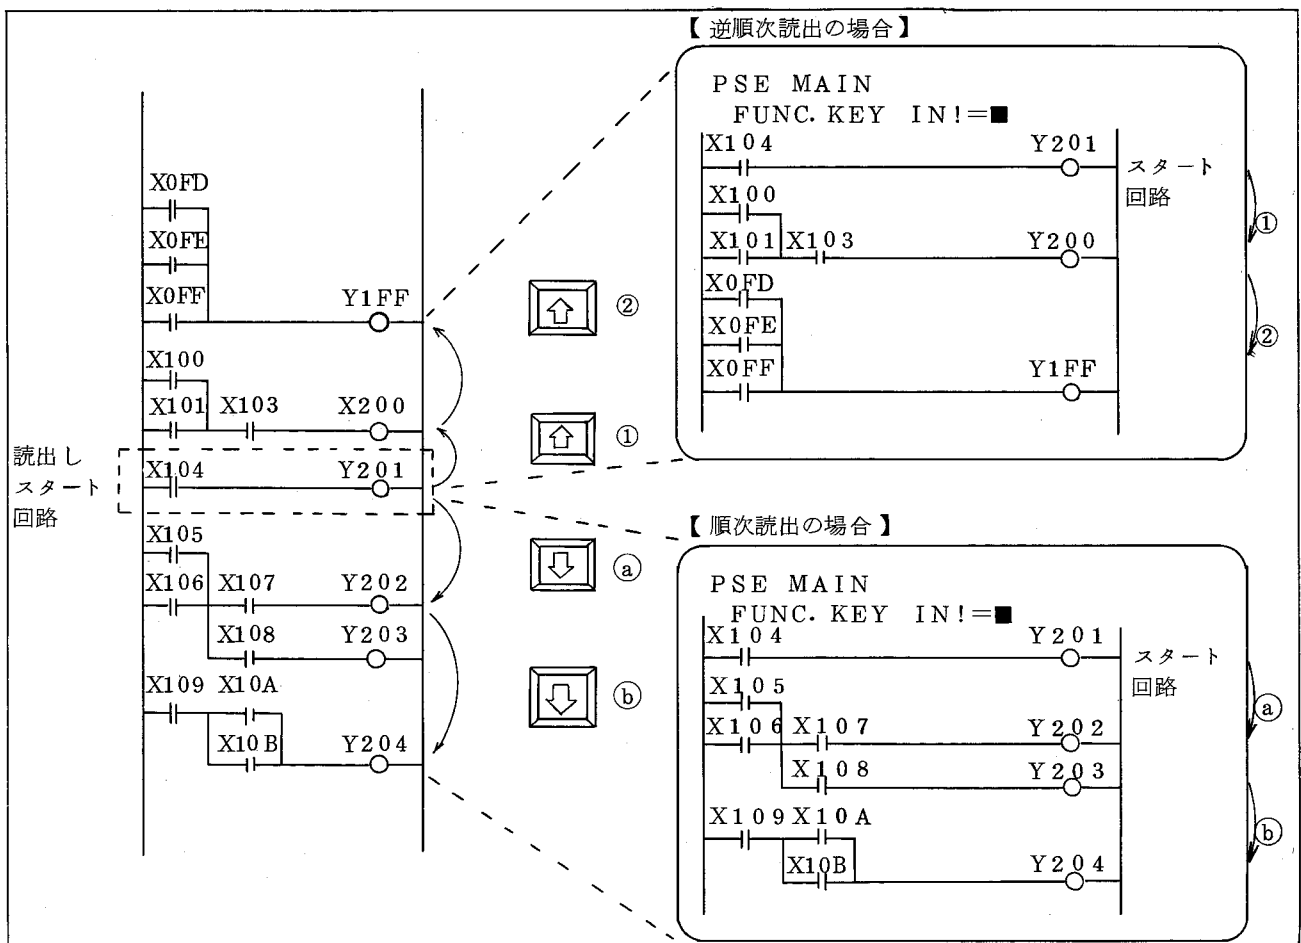 【 逆順次読出の場合 】
PSE MAIN
FUNC. KEY IN!=■
X104 Y201
スタート
回路
X100
①
X101 X103 Y200
X0FD
X0FE
②
X0FF Y1FF
X0FD
X0FE
X0FF Y1FF
②
X100
X101 X103 X200
①
読出し
スタート
回路
X104 Y201
X105
ⓐ
X106 X107 Y202
X108 Y203
X109 X10A
ⓑ
X10B Y204
【 順次読出の場合 】
PSE MAIN
FUNC. KEY IN!=■
X104 Y201
スタート
回路
X105
ⓐ
X106 X107 Y202
X108 Y203
X109 X10A
ⓑ
X10B Y204